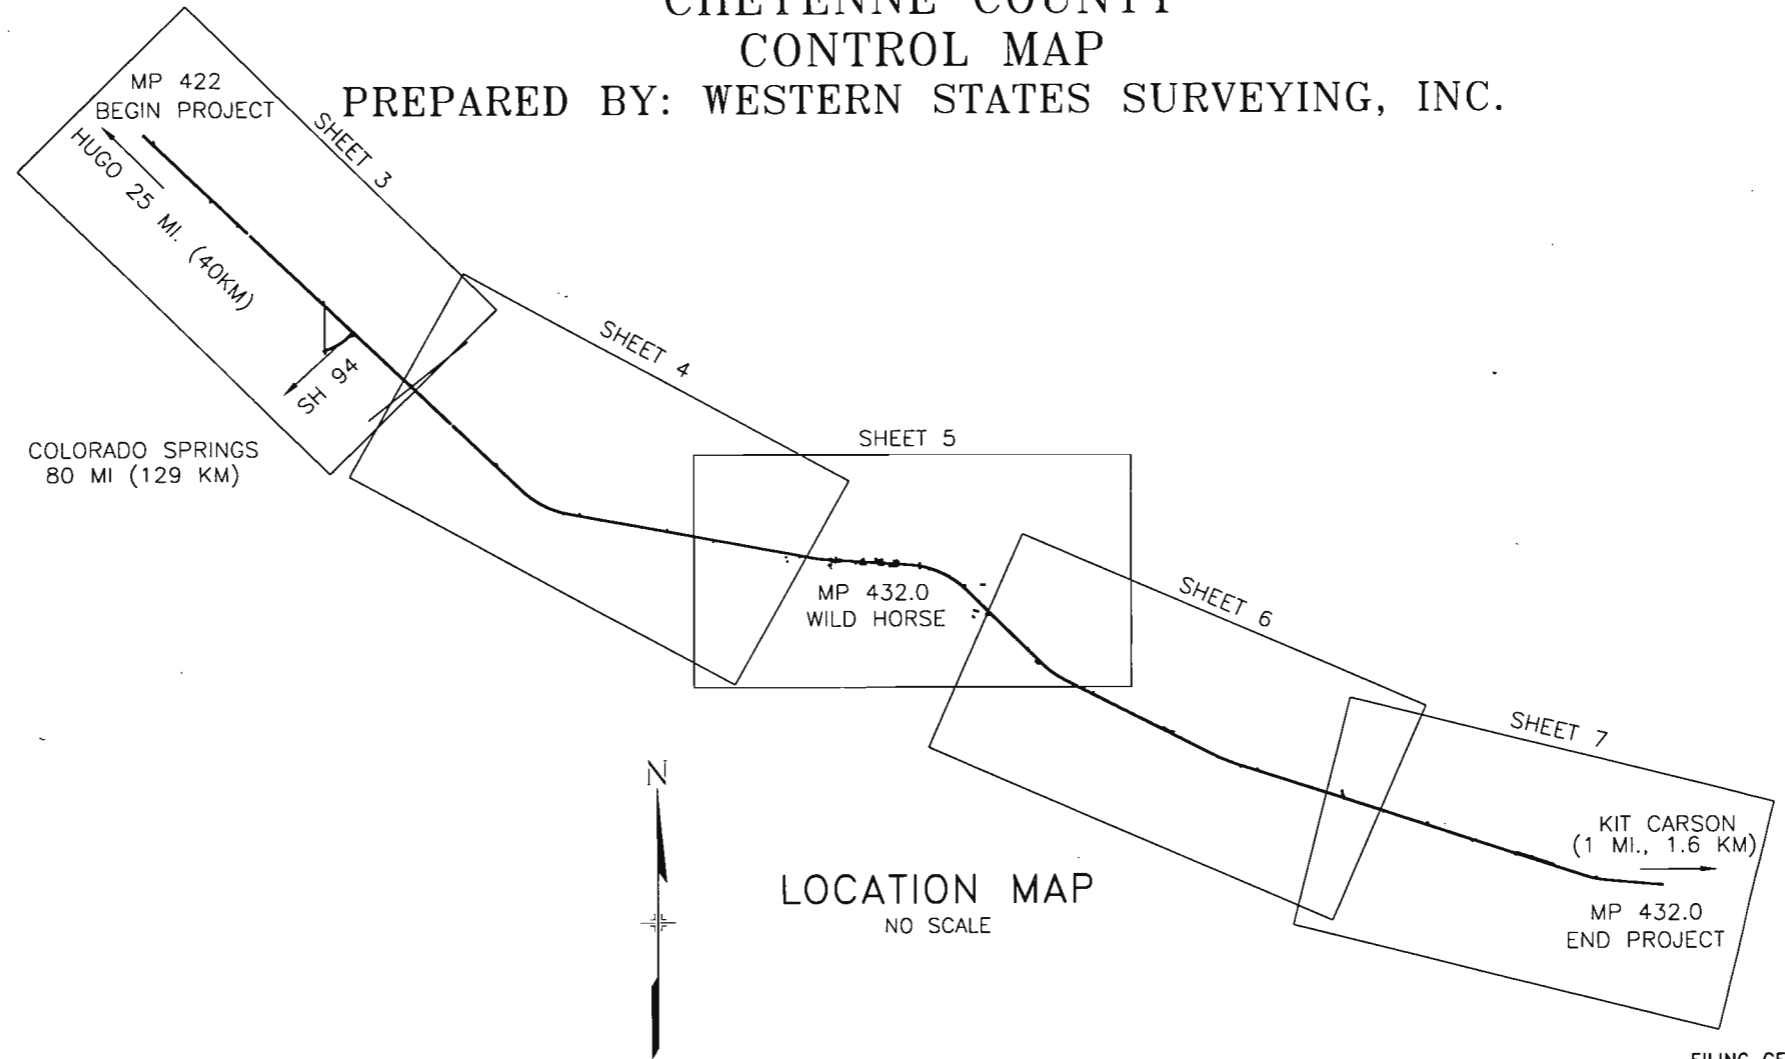 CHEYENNE COUNTY
CONTROL MAP
PREPARED BY: WESTERN STATES SURVEYING, INC.
MP 422
BEGIN PROJECT
HUGO 25 MI. (40KM)
SHEET 3
SH 94
COLORADO SPRINGS
80 MI (129 KM)
SHEET 4
SHEET 5
MP 432.0
WILD HORSE
SHEET 6
SHEET 7
KIT CARSON
(1 MI., 1.6 KM)
MP 432.0
END PROJECT
N
LOCATION MAP
NO SCALE